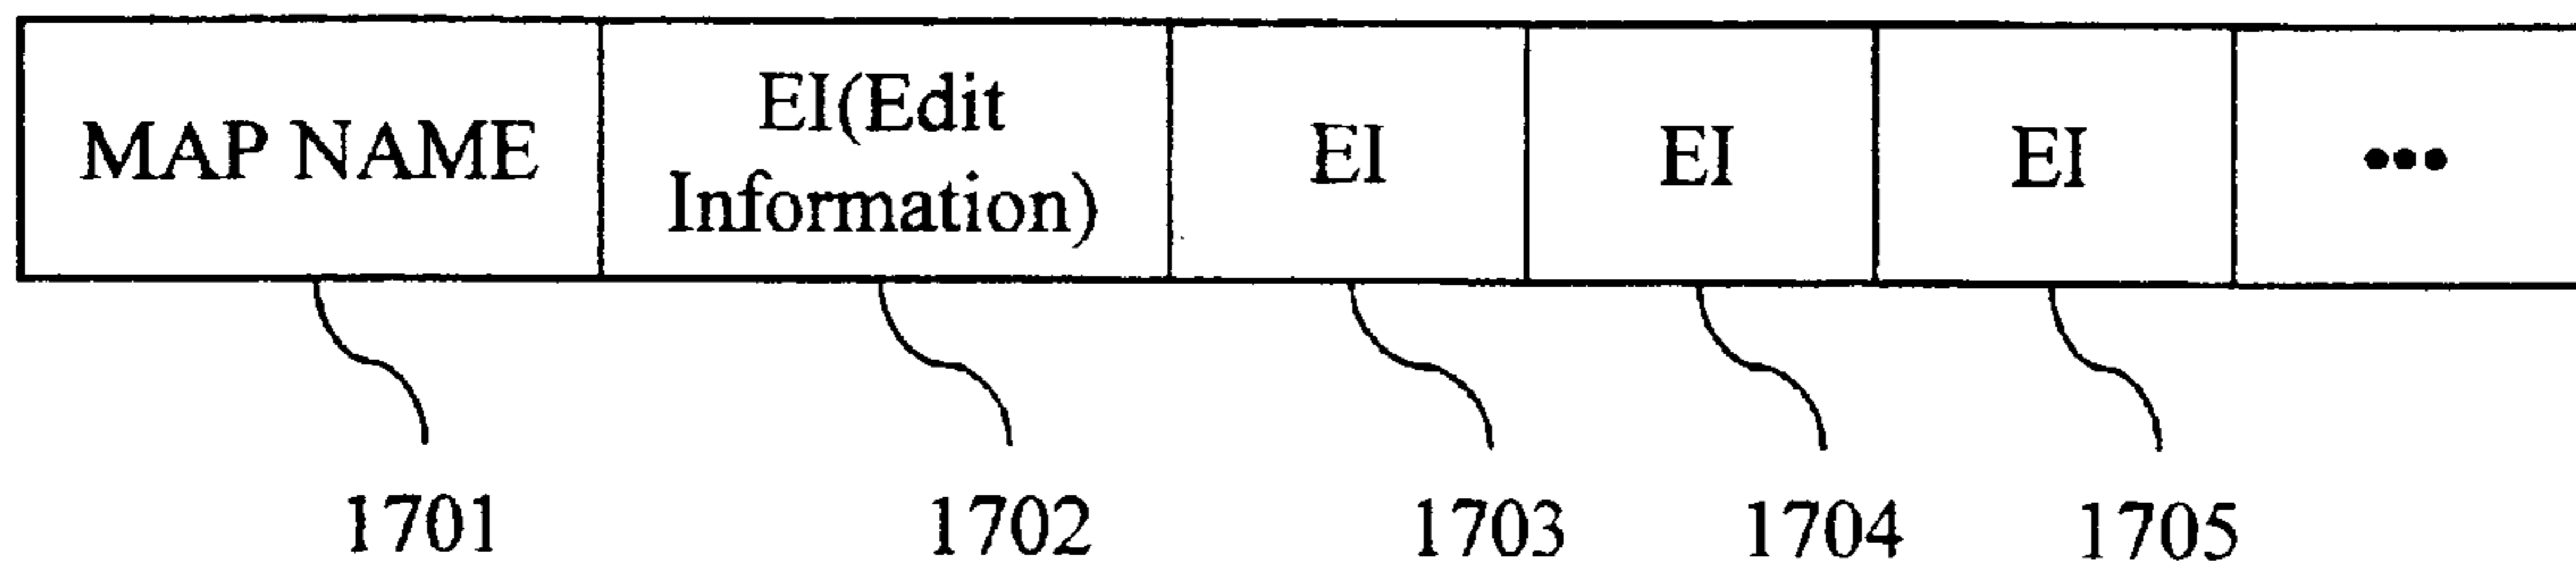 MAP NAME
EI(Edit
Information)
EI
EI
EI
•••
1701
1702
1703
1704
1705